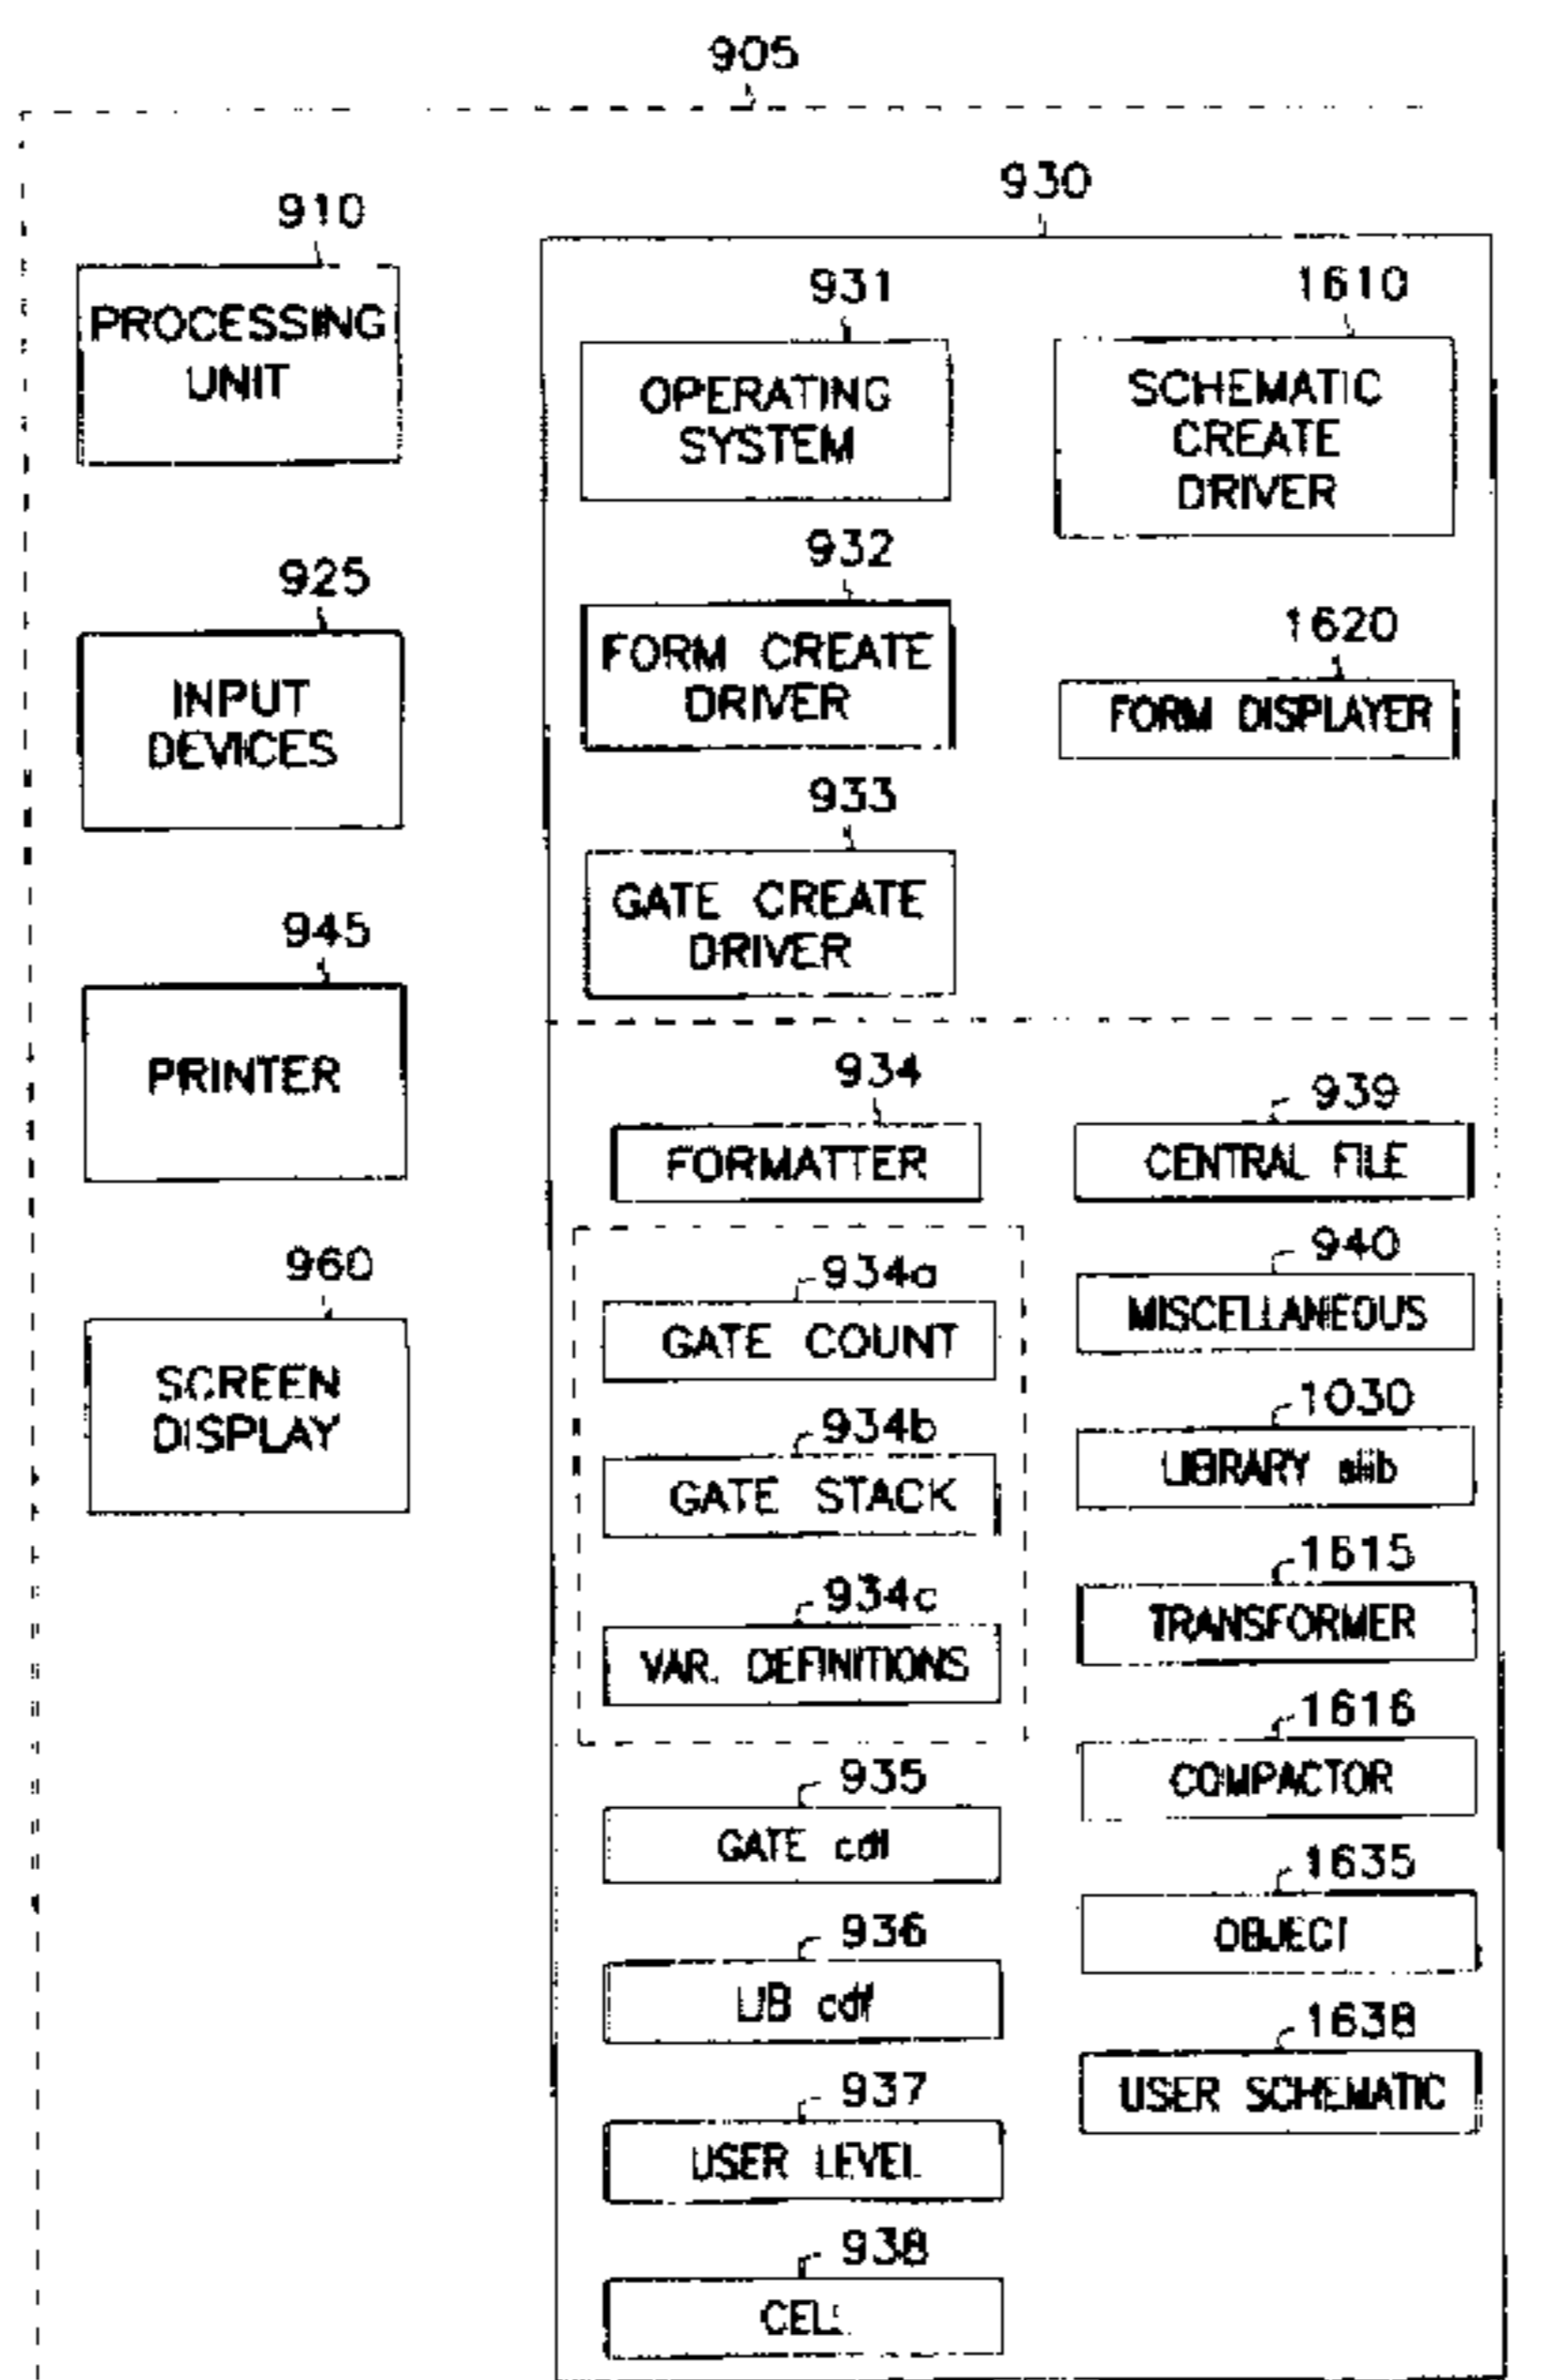 905
910
PROCESSING
UNIT
925
INPUT
DEVICES
945
PRINTER
960
SCREEN
DISPLAY
930
931
OPERATING
SYSTEM
932
FORM CREATE
DRIVER
933
GATE CREATE
DRIVER
1610
SCHEMATIC
CREATE
DRIVER
1620
FORM DISPLAYER
934
FORMATTER
934a
GATE COUNT
934b
GATE STACK
934c
VAR. DEFINITIONS
935
GATE
936
cdf
937
USER LEVEL
938
CELL
939
CENTRAL FILE
940
MISCELLANEOUS
1030
LIBRARY
1615
TRANSFORMER
1616
COMPACTOR
1635
OBJECT
1638
USER SCHEMATIC